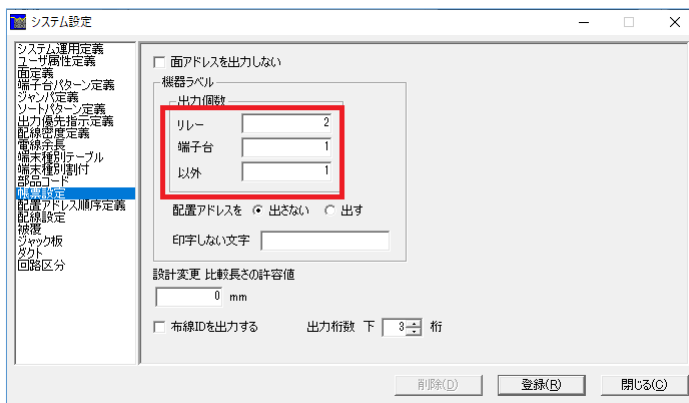 システム設定
システム運用定義
ユーザ属性定義
面定義
端子台パターン定義
ジャンパ定義
ソートパターン定義
出力優先指示定義
配線密度定義
電線余長
端末種別テーブル
端末種別割付
部品コード
帳票設定
配置アドレス順序定義
配線設定
被覆
ジャック板
ダクト
回路区分
面アドレスを出力しない
機器ラベル
出力個数
リレー 2
端子台 1
以外 1
配置アドレスを 出さない 出す
印字しない文字
設計変更 比較長さの許容値
0 mm
布線IDを出力する 出力桁数 下 3 桁
削除(D) 登録(R) 閉じる(C)